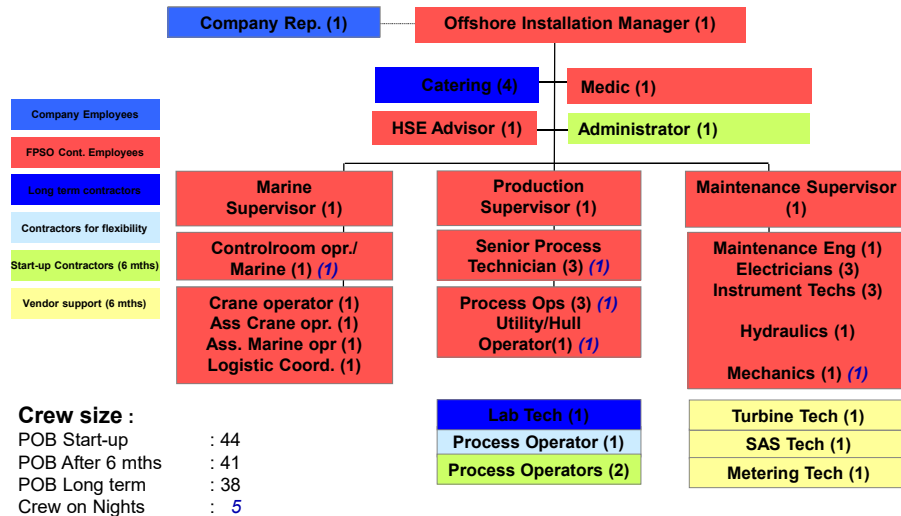 Company Rep. (1)
Offshore Installation Manager (1)
Catering (4)
Medic (1)
HSE Advisor (1)
Administrator (1)
Company Employees
FPSO Cont. Employees
Long term contractors
Contractors for flexibility
Start-up Contractors (6 mths)
Vendor support (6 mths)
Marine
Supervisor (1)
Controlroom opr./
Marine (1) (1)
Crane operator (1)
Ass Crane opr. (1)
Ass. Marine opr (1)
Logistic Coord. (1)
Production
Supervisor (1)
Senior Process
Technician (3) (1)
Process Ops (3) (1)
Utility/Hull
Operator(1) (1)
Lab Tech (1)
Process Operator (1)
Process Operators (2)
Maintenance Supervisor
(1)
Maintenance Eng (1)
Electricians (3)
Instrument Techs (3)
Hydraulics (1)
Mechanics (1) (1)
Turbine Tech (1)
SAS Tech (1)
Metering Tech (1)
Crew size :
POB Start-up : 44
POB After 6 mths : 41
POB Long term : 38
Crew on Nights : 5